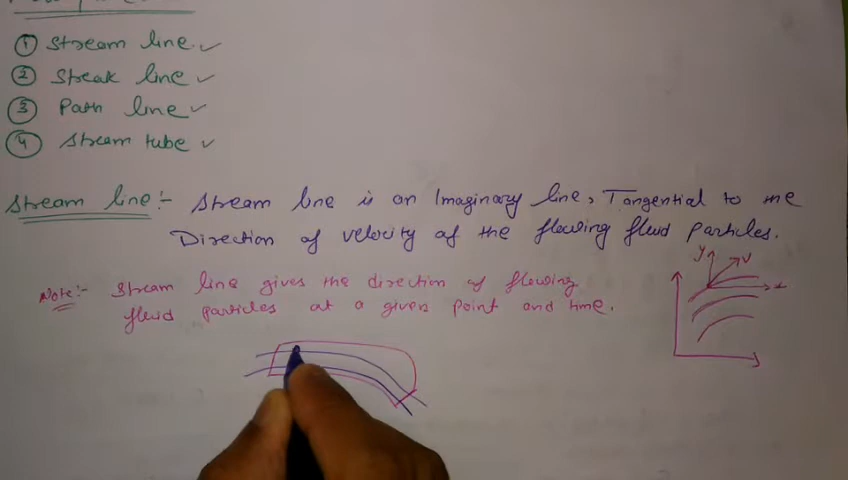 ① Stream line. ✓
② Streak line ✓
③ Path line ✓
④ Stream tube ✓
Stream line:- Stream line is an Imaginary line, Tangential to the
Direction of velocity of the flowing fluid particles.
Note:- Stream line gives the direction of flowing
fluid particles at a given point and time.
y v
x